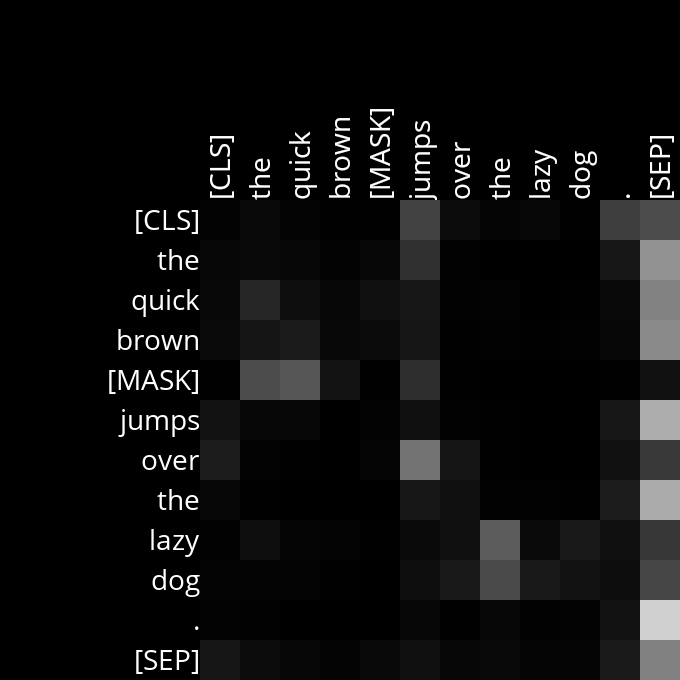 [CLS] the quick brown [MASK] jumps over the lazy dog . [SEP]
[CLS]
the
quick
brown
[MASK]
jumps
over
the
lazy
dog
.
[SEP]